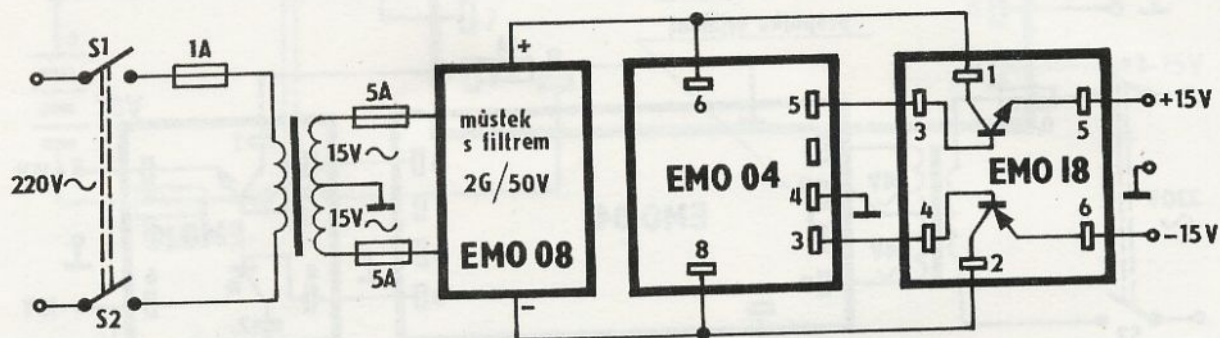 S1
1A
220V~
S2
5A
15V~
15V~
5A
+
můstek
s filtrem
2G/50V
EMO 08
−
6
5
EMO 04
4
3
8
1
3
5
EMO 18
4
6
2
+15V
−15V